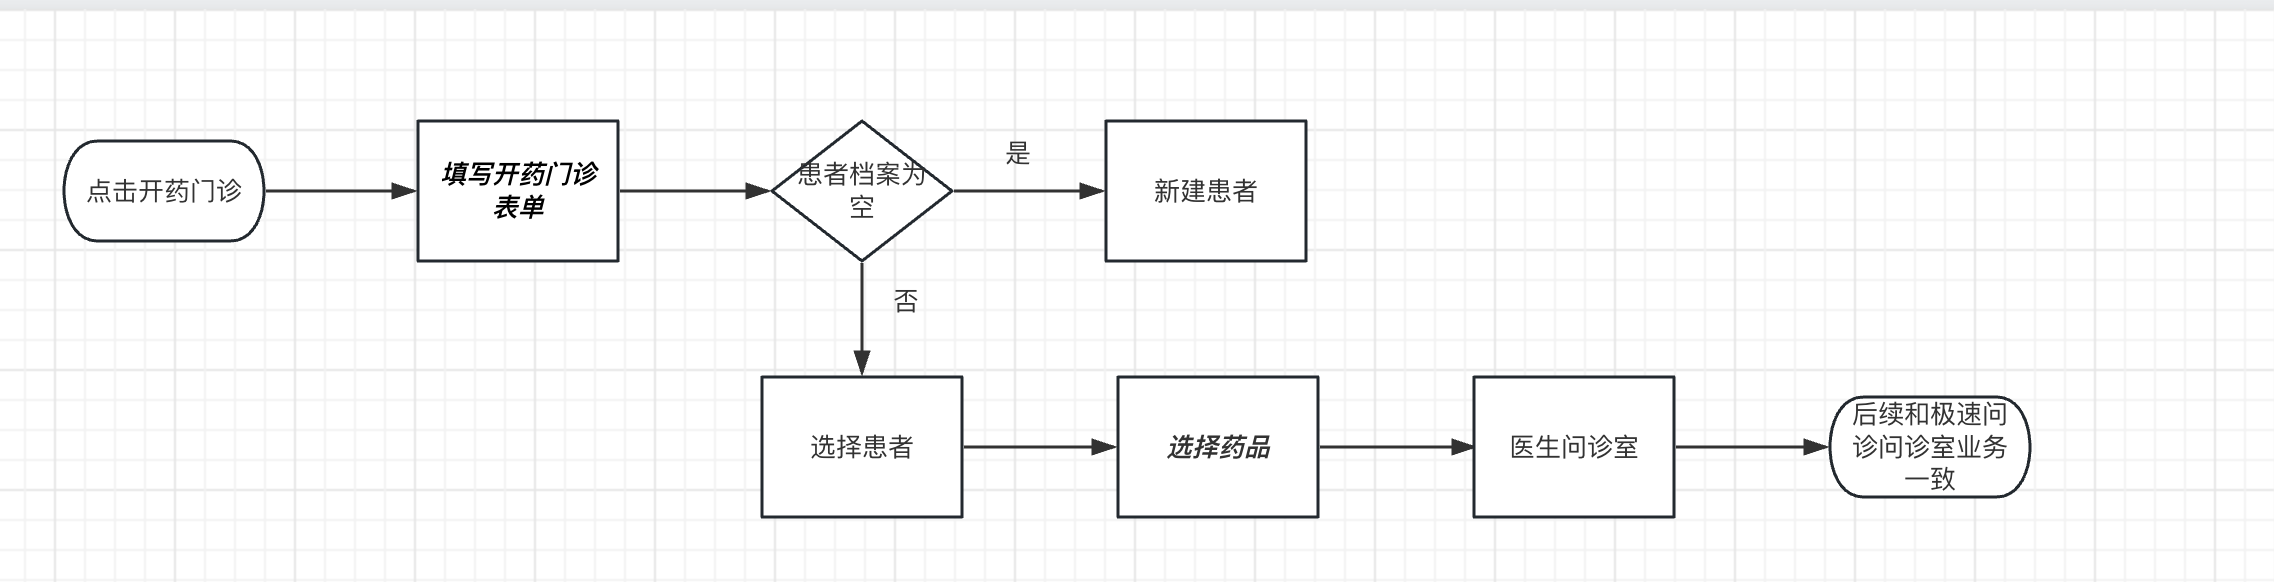 点击开药门诊
填写开药门诊
表单
患者档案为
空
是
新建患者
否
选择患者
选择药品
医生问诊室
后续和极速问
诊问诊室业务
一致